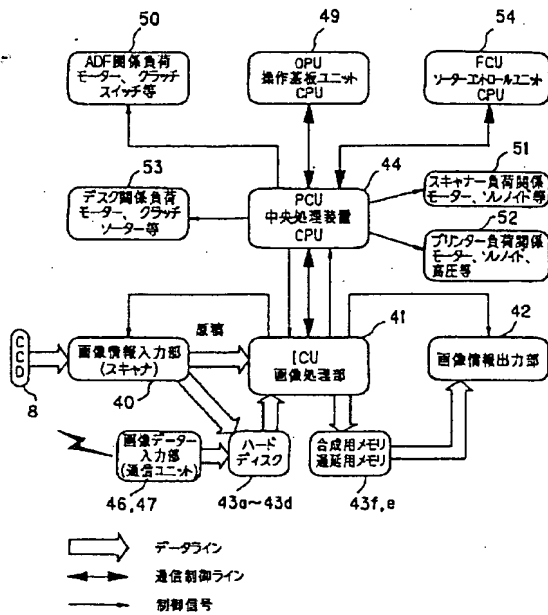 50
49
54
ADF関係負荷
モーター、クラッチ
スイッチ等
OPU
操作基板ユニット
CPU
FCU
ソーターコントロールユニット
CPU
53
44
51
デスク関係負荷
モーター、クラッチ
ソーター等
PCU
中央処理装置
CPU
スキャナー負荷関係
モーター、ソルノイド等
52
プリンター負荷関係
モーター、ソルノイド、
高圧等
41
42
原稿
CCD
8
画像情報入力部
(スキャナ)
40
ICU
画像処理部
画像情報出力部
画像データー
入力部
(通信ユニット)
46,47
ハード
ディスク
43a～43d
合成用メモリ
遅延用メモリ
43f,e
データライン
通信制御ライン
制御信号